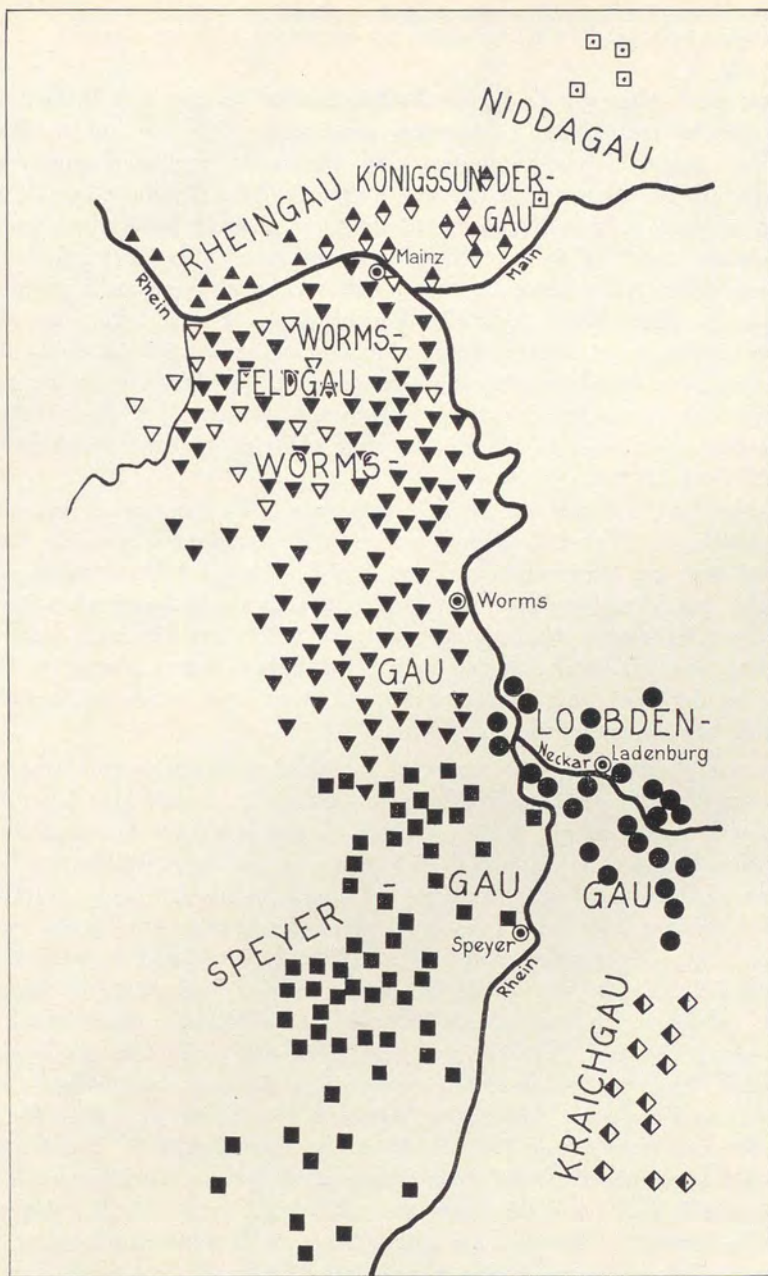 NIDDAGAU
KÖNIGSSUNDER-
GAU
RHEINGAU
Mainz
Main
Rhein
WORMS-
FELDGAU
WORMS-
Worms
GAU
LOBDEN-
Neckar
Ladenburg
GAU
GAU
SPEYER-
Speyer
Rhein
KRAICHGAU